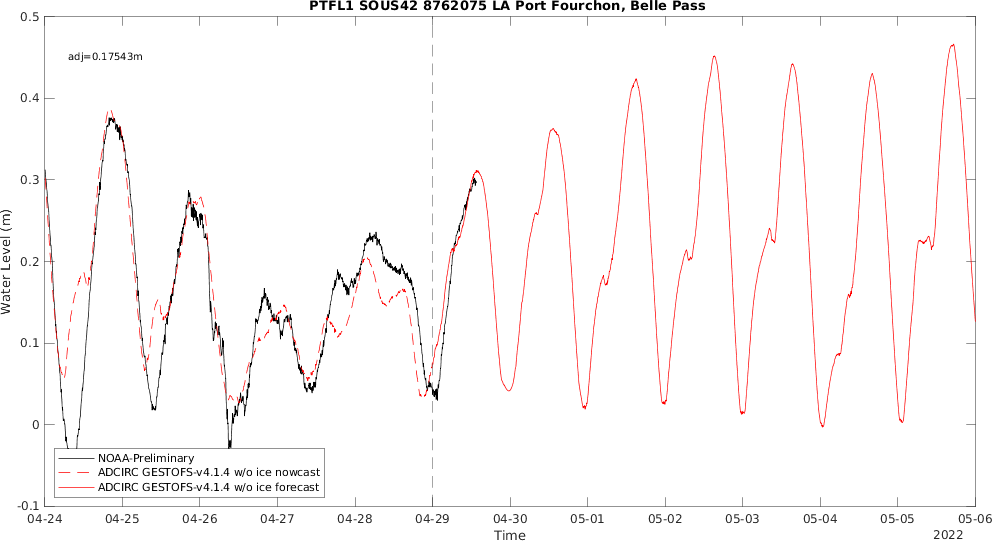 PTFL1 SOUS42 8762075 LA Port Fourchon, Belle Pass
adj=0.17543m
Water Level (m)
0.5
0.4
0.3
0.2
0.1
0
-0.1
NOAA-Preliminary
ADCIRC GESTOFS-v4.1.4 w/o ice nowcast
ADCIRC GESTOFS-v4.1.4 w/o ice forecast
04-24 04-25 04-26 04-27 04-28 04-29 04-30 05-01 05-02 05-03 05-04 05-05 05-06
Time
2022